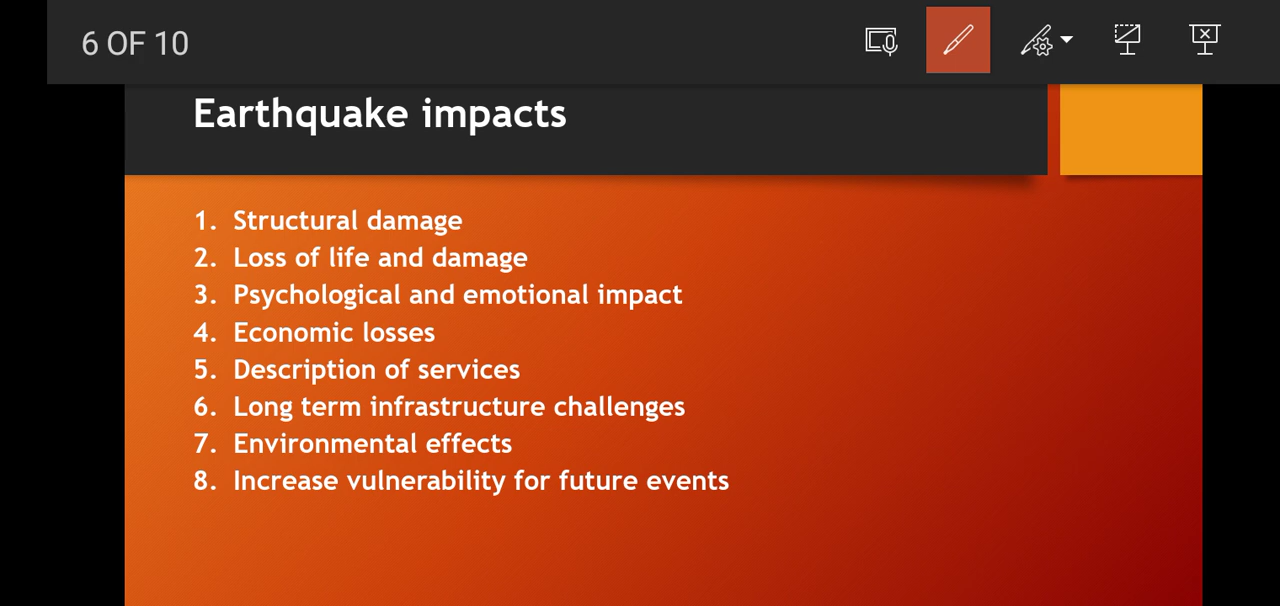 6 OF 10
Earthquake impacts
1. Structural damage
2. Loss of life and damage
3. Psychological and emotional impact
4. Economic losses
5. Description of services
6. Long term infrastructure challenges
7. Environmental effects
8. Increase vulnerability for future events